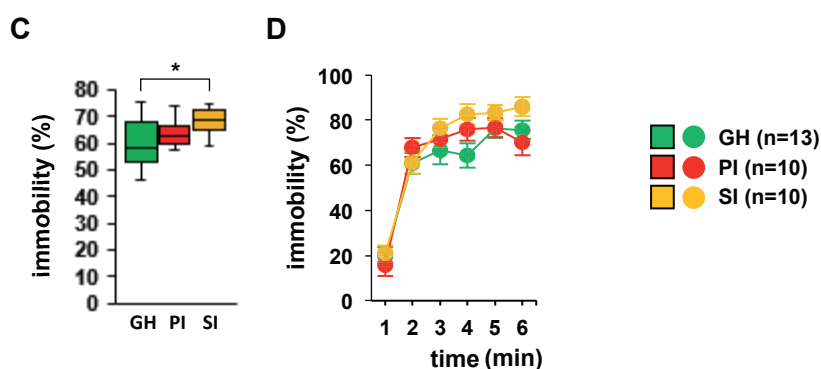 C
immobility (%)
80
70
60
50
40
30
20
10
0
*
GH PI SI
D
immobility (%)
100
80
60
40
20
0
1 2 3 4 5 6
time (min)
GH (n=13)
PI (n=10)
SI (n=10)